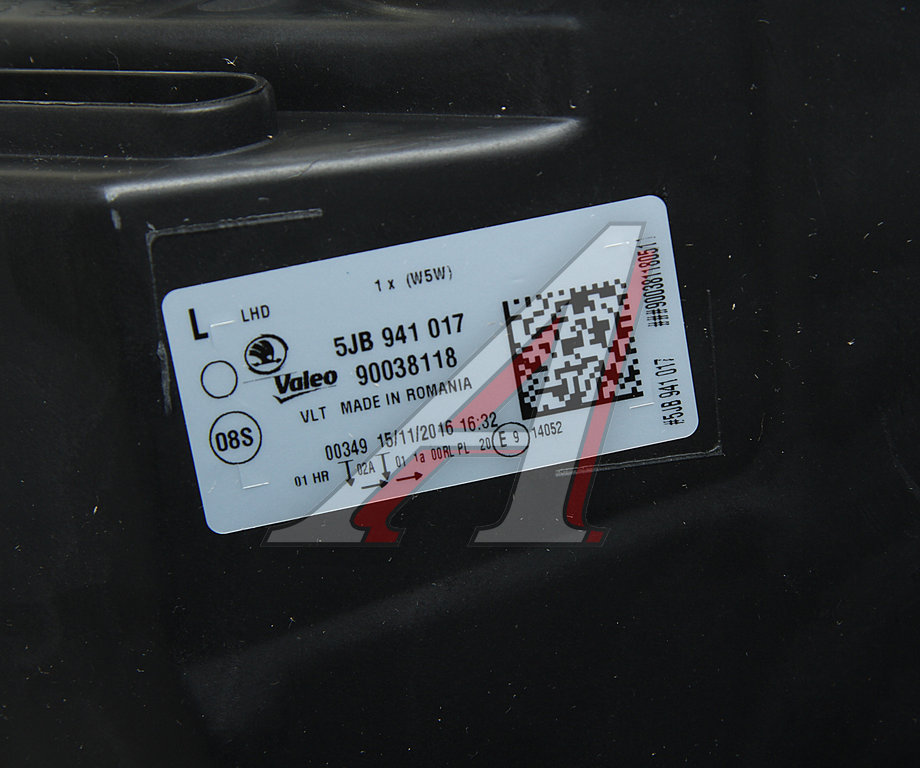 1 x (W5W)
L LHD
5JB 941 017
Valeo 90038118
VLT MADE IN ROMANIA
08S
00349 15/11/2016 16:32
01 HR 02A 01 1a 00RL PL 20 E 9 14052
###90038118051
#5JB 941 017